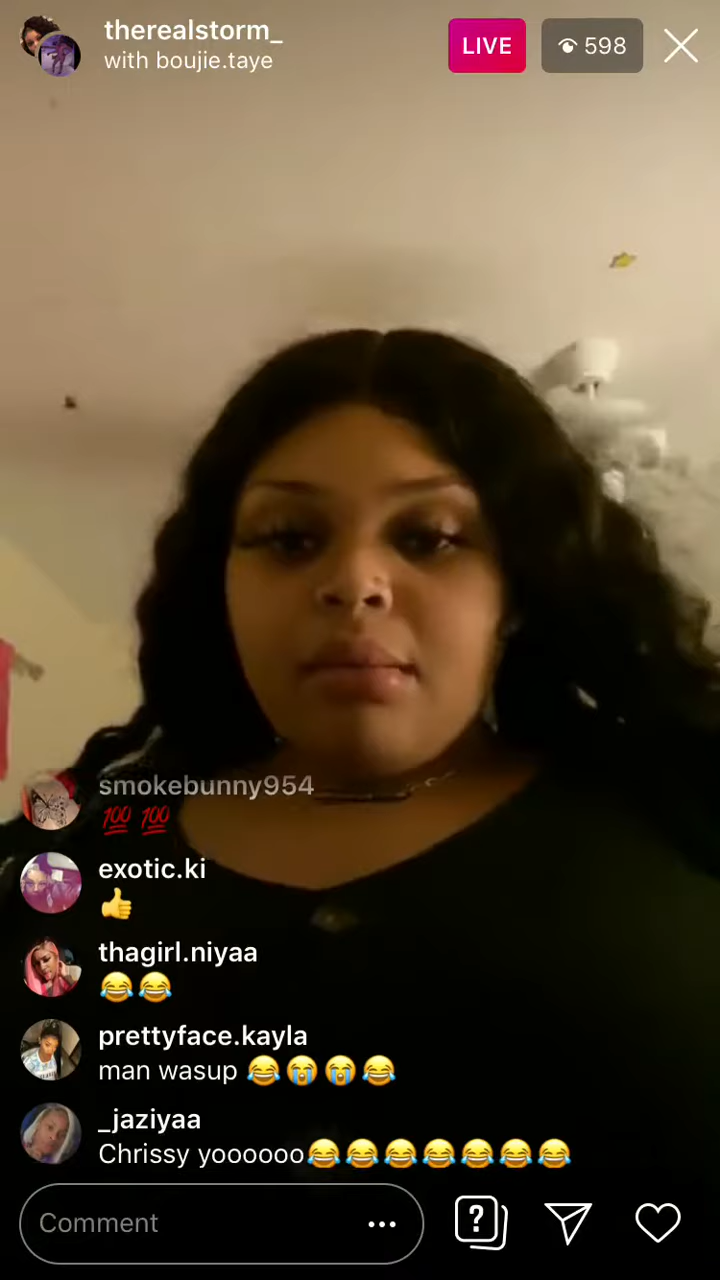 therealstorm_
with boujie.taye
LIVE
598
smokebunny954
💯 💯
exotic.ki
👍
thagirl.niyaa
😂😂
prettyface.kayla
man wasup 😂😭😭😂
_jaziyaa
Chrissy yoooooo😂😂😂😂😂😂😂
Comment